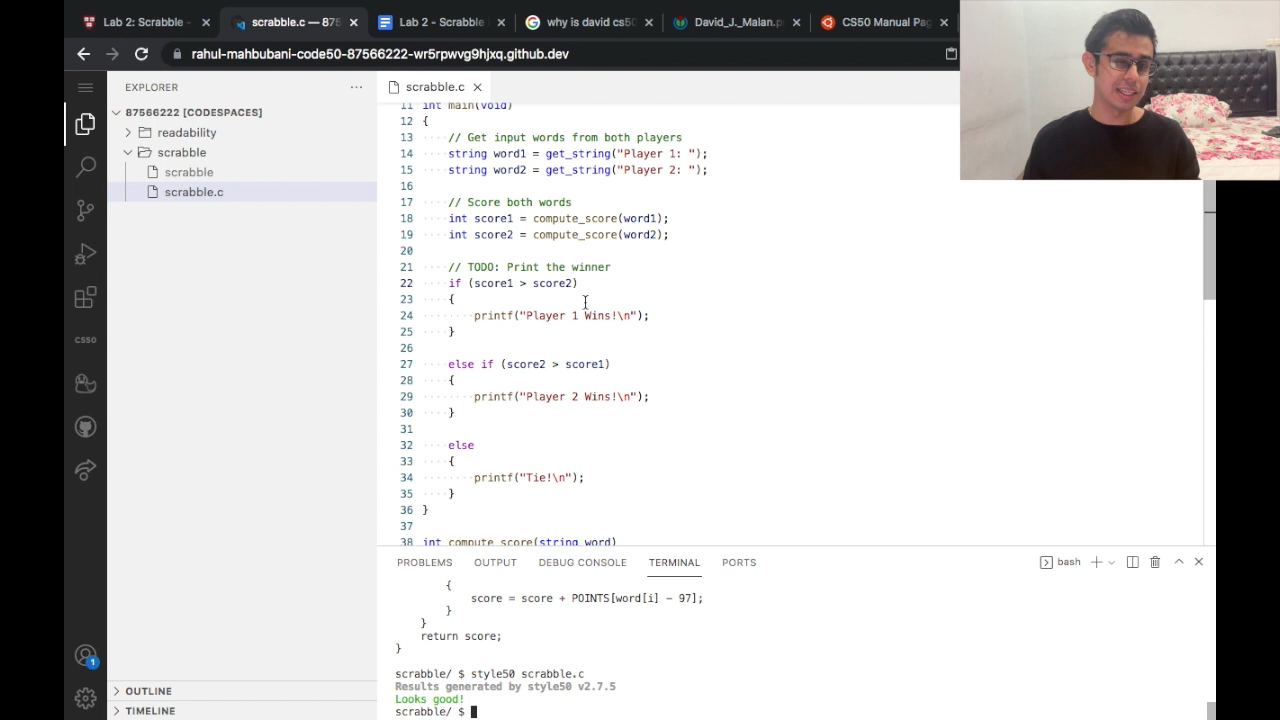 Lab 2: Scrabble -
scrabble.c — 875
Lab 2 - Scrabble
why is david cs50
David_J._Malan.p
CS50 Manual Pag
rahul-mahbubani-code50-87566222-wr5rpwvg9hjxq.github.dev
EXPLORER
scrabble.c
87566222 [CODESPACES]
readability
scrabble
scrabble
scrabble.c
CS50
1
OUTLINE
TIMELINE
11 int main(void)
12 {
13 // Get input words from both players
14 string word1 = get_string("Player 1: ");
15 string word2 = get_string("Player 2: ");
16
17 // Score both words
18 int score1 = compute_score(word1);
19 int score2 = compute_score(word2);
20
21 // TODO: Print the winner
22 if (score1 > score2)
23 {
24 printf("Player 1 Wins!\n");
25 }
26
27 else if (score2 > score1)
28 {
29 printf("Player 2 Wins!\n");
30 }
31
32 else
33 {
34 printf("Tie!\n");
35 }
36 }
37
38 int compute_score(string word)
PROBLEMS OUTPUT DEBUG CONSOLE TERMINAL PORTS
bash
{
score = score + POINTS[word[i] - 97];
}
}
return score;
}
scrabble/ $ style50 scrabble.c
Results generated by style50 v2.7.5
Looks good!
scrabble/ $